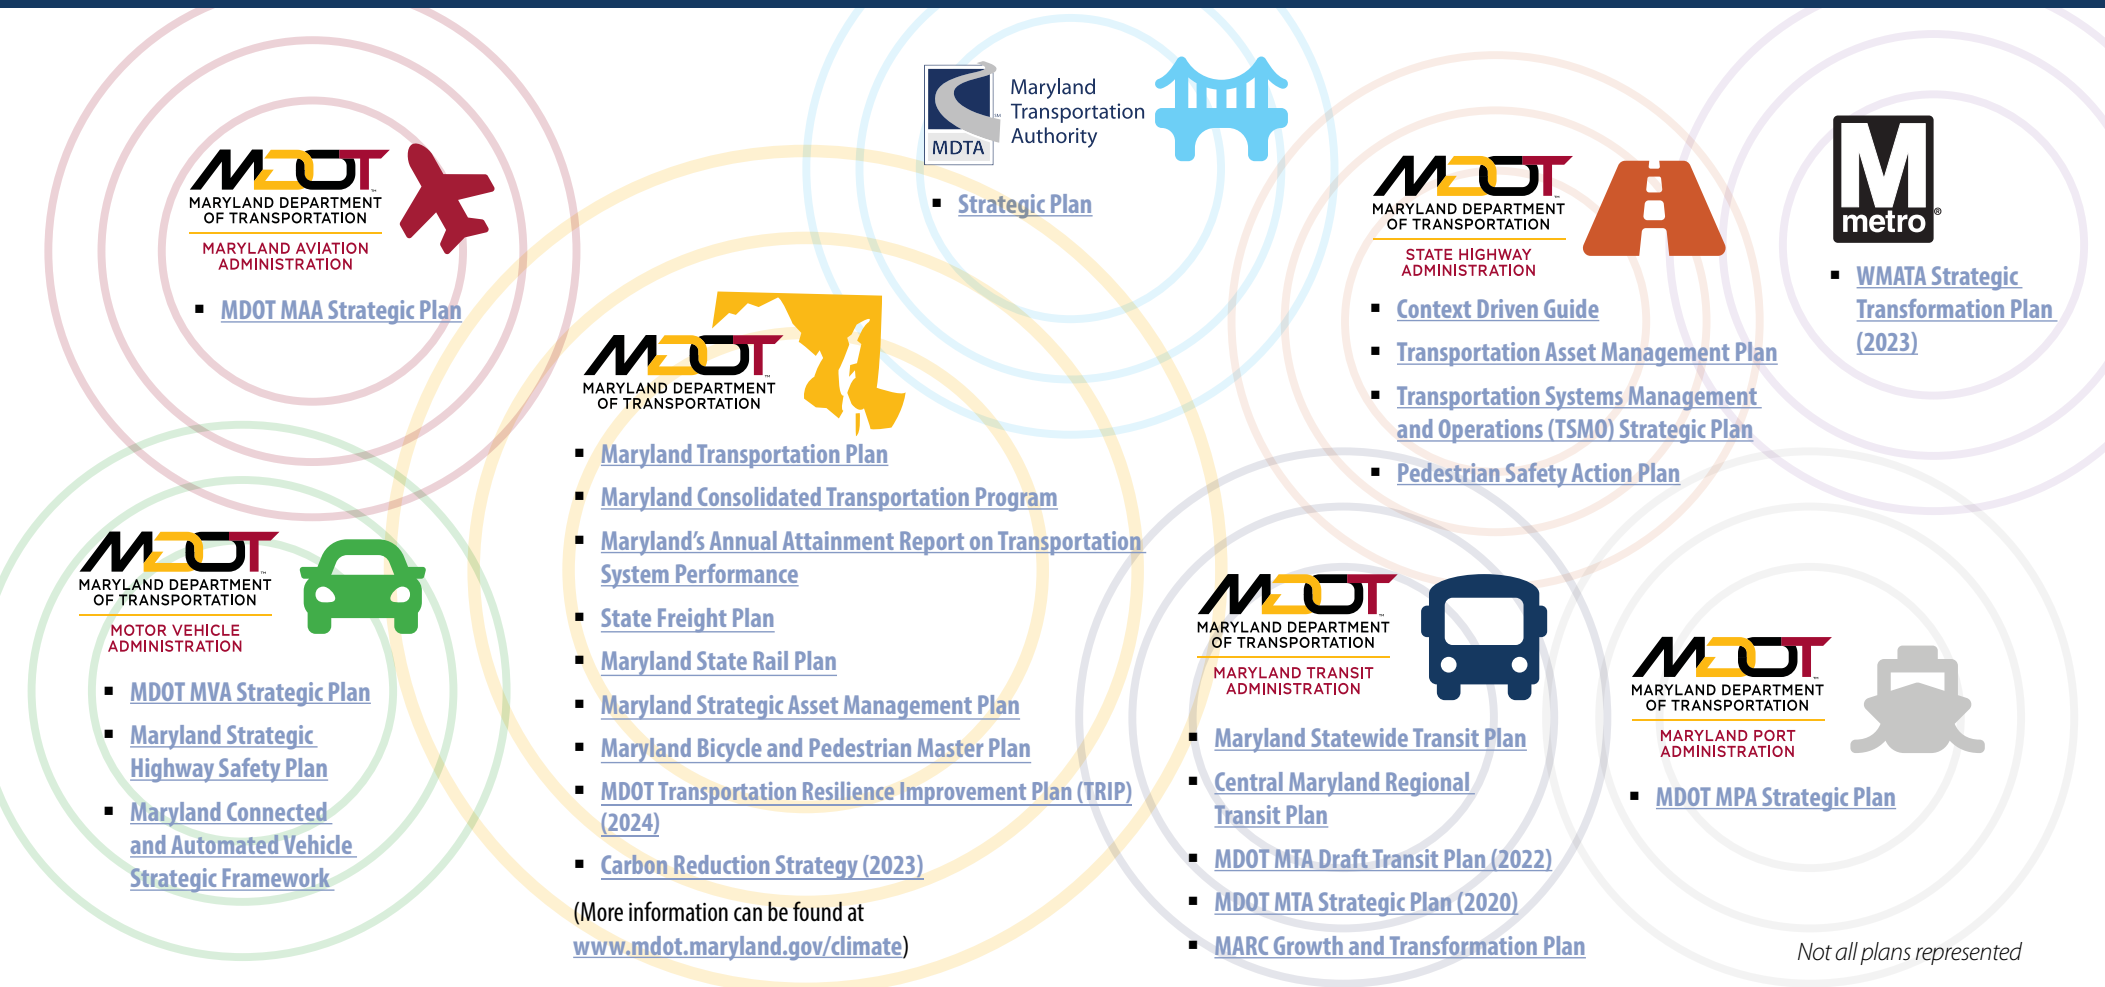 MDOT™
MARYLAND DEPARTMENT
OF TRANSPORTATION
MARYLAND AVIATION
ADMINISTRATION
▪ MDOT MAA Strategic Plan
MDOT™
MARYLAND DEPARTMENT
OF TRANSPORTATION
MOTOR VEHICLE
ADMINISTRATION
▪ MDOT MVA Strategic Plan
▪ Maryland Strategic
Highway Safety Plan
▪ Maryland Connected
and Automated Vehicle
Strategic Framework
MDOT™
MARYLAND DEPARTMENT
OF TRANSPORTATION
▪ Maryland Transportation Plan
▪ Maryland Consolidated Transportation Program
▪ Maryland’s Annual Attainment Report on Transportation
System Performance
▪ State Freight Plan
▪ Maryland State Rail Plan
▪ Maryland Strategic Asset Management Plan
▪ Maryland Bicycle and Pedestrian Master Plan
▪ MDOT Transportation Resilience Improvement Plan (TRIP)
(2024)
▪ Carbon Reduction Strategy (2023)
(More information can be found at
www.mdot.maryland.gov/climate)
MDTA
Maryland
Transportation
Authority
▪ Strategic Plan
MDOT™
MARYLAND DEPARTMENT
OF TRANSPORTATION
STATE HIGHWAY
ADMINISTRATION
▪ Context Driven Guide
▪ Transportation Asset Management Plan
▪ Transportation Systems Management
and Operations (TSMO) Strategic Plan
▪ Pedestrian Safety Action Plan
M
metro®
▪ WMATA Strategic
Transformation Plan
(2023)
MDOT™
MARYLAND DEPARTMENT
OF TRANSPORTATION
MARYLAND TRANSIT
ADMINISTRATION
▪ Maryland Statewide Transit Plan
▪ Central Maryland Regional
Transit Plan
▪ MDOT MTA Draft Transit Plan (2022)
▪ MDOT MTA Strategic Plan (2020)
▪ MARC Growth and Transformation Plan
MDOT™
MARYLAND DEPARTMENT
OF TRANSPORTATION
MARYLAND PORT
ADMINISTRATION
▪ MDOT MPA Strategic Plan
Not all plans represented